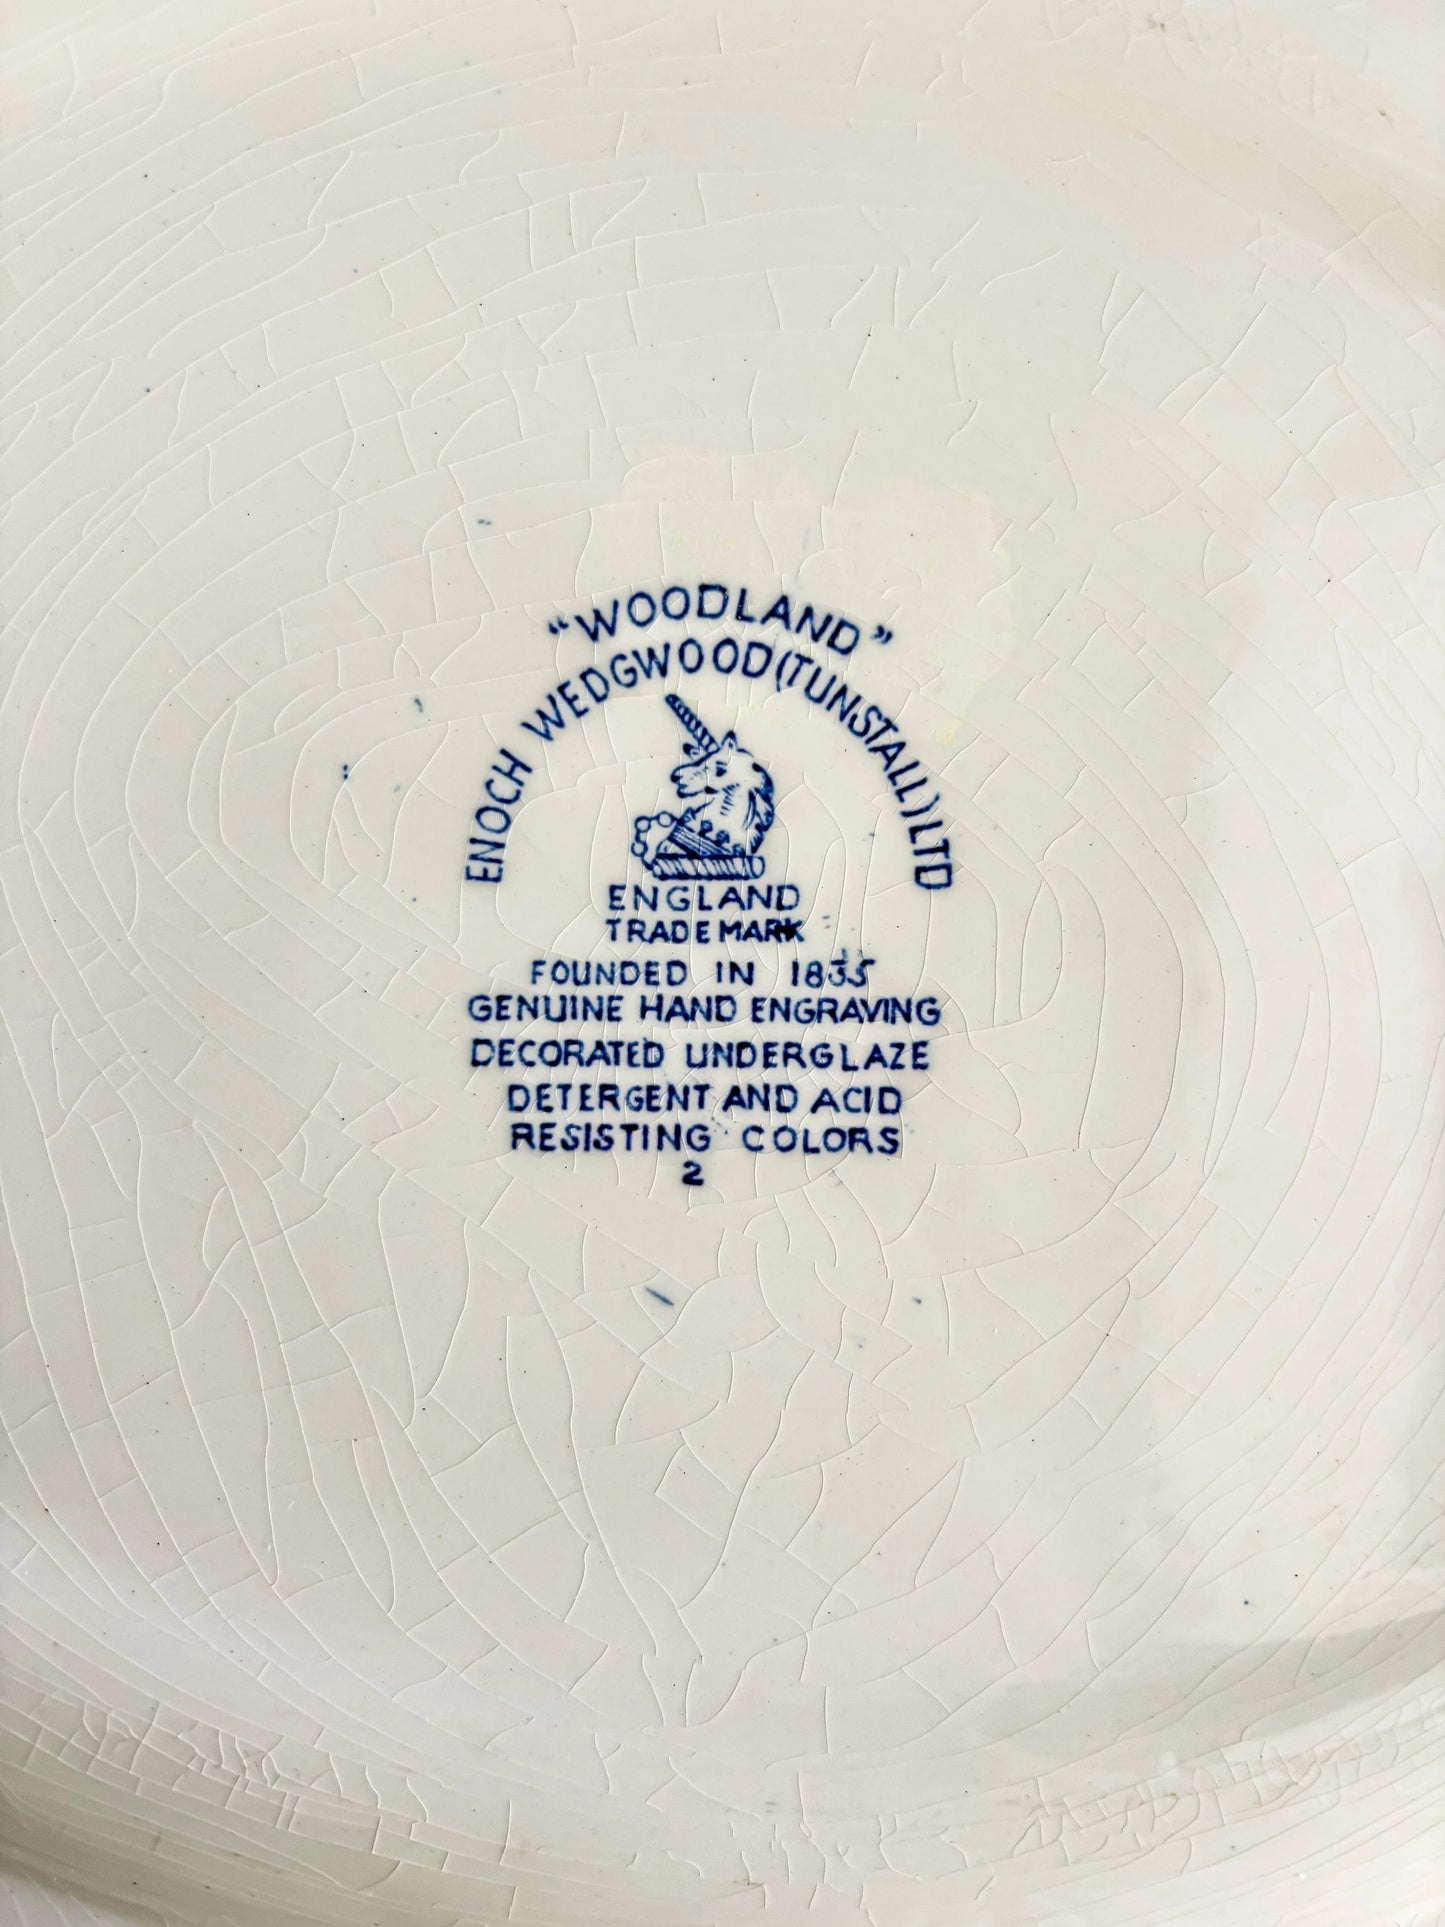 “WOODLAND”
ENOCH WEDGWOOD (TUNSTALL) LTD
ENGLAND
TRADE MARK
FOUNDED IN 1835
GENUINE HAND ENGRAVING
DECORATED UNDERGLAZE
DETERGENT AND ACID
RESISTING COLORS
2